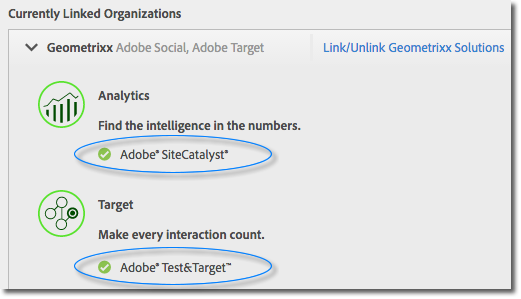 Currently Linked Organizations
Geometrixx Adobe Social, Adobe Target Link/Unlink Geometrixx Solutions
Analytics
Find the intelligence in the numbers.
Adobe® SiteCatalyst®
Target
Make every interaction count.
Adobe® Test&Target™